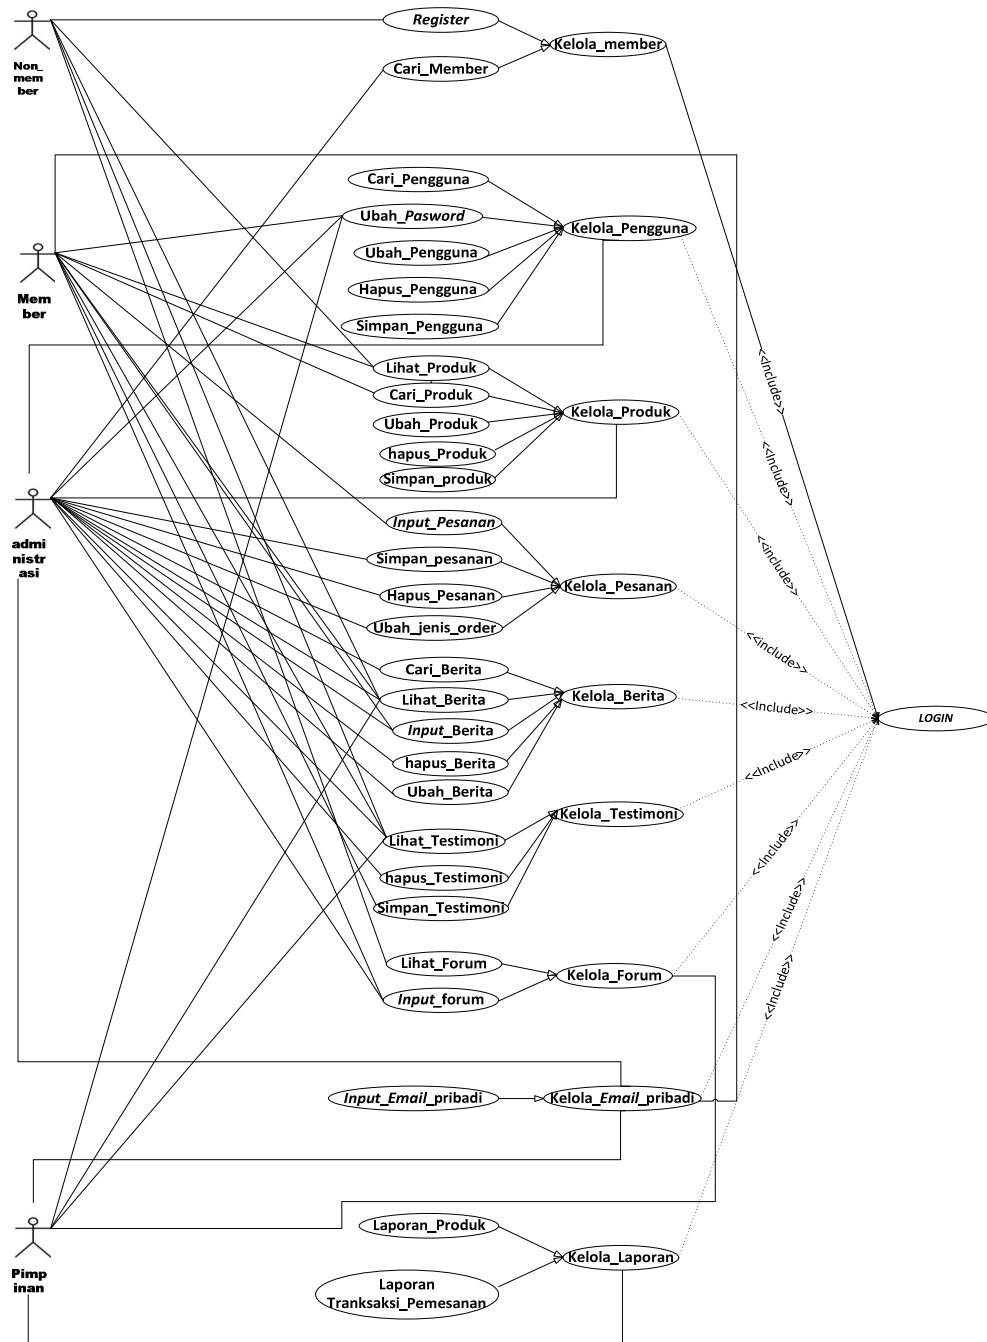 Register
Kelola_member
Non_
mem
ber
Cari_Member
Cari_Pengguna
Ubah_Pasword
Kelola_Pengguna
Ubah_Pengguna
Mem
ber
Hapus_Pengguna
Simpan_Pengguna
<<Include>>
Lihat_Produk
<<Include>>
Cari_Produk
Kelola_Produk
Ubah_Produk
hapus_Produk
<<Include>>
Simpan_produk
Input_Pesanan
admi
nistr
asi
Simpan_pesanan
<<include>>
Kelola_Pesanan
Hapus_Pesanan
Ubah_jenis_order
<<include>>
Cari_Berita
Lihat_Berita
Kelola_Berita
<<Include>>
LOGIN
Input_Berita
hapus_Berita
<<Include>>
Ubah_Berita
Kelola_Testimoni
Lihat_Testimoni
<<Include>>
hapus_Testimoni
Simpan_Testimoni
<<Include>>
Lihat_Forum
Kelola_Forum
<<Include>>
Input_forum
Input_Email_pribadi
Kelola_Email_pribadi
Laporan_Produk
Kelola_Laporan
Pimp
inan
Laporan
Tranksaksi_Pemesanan